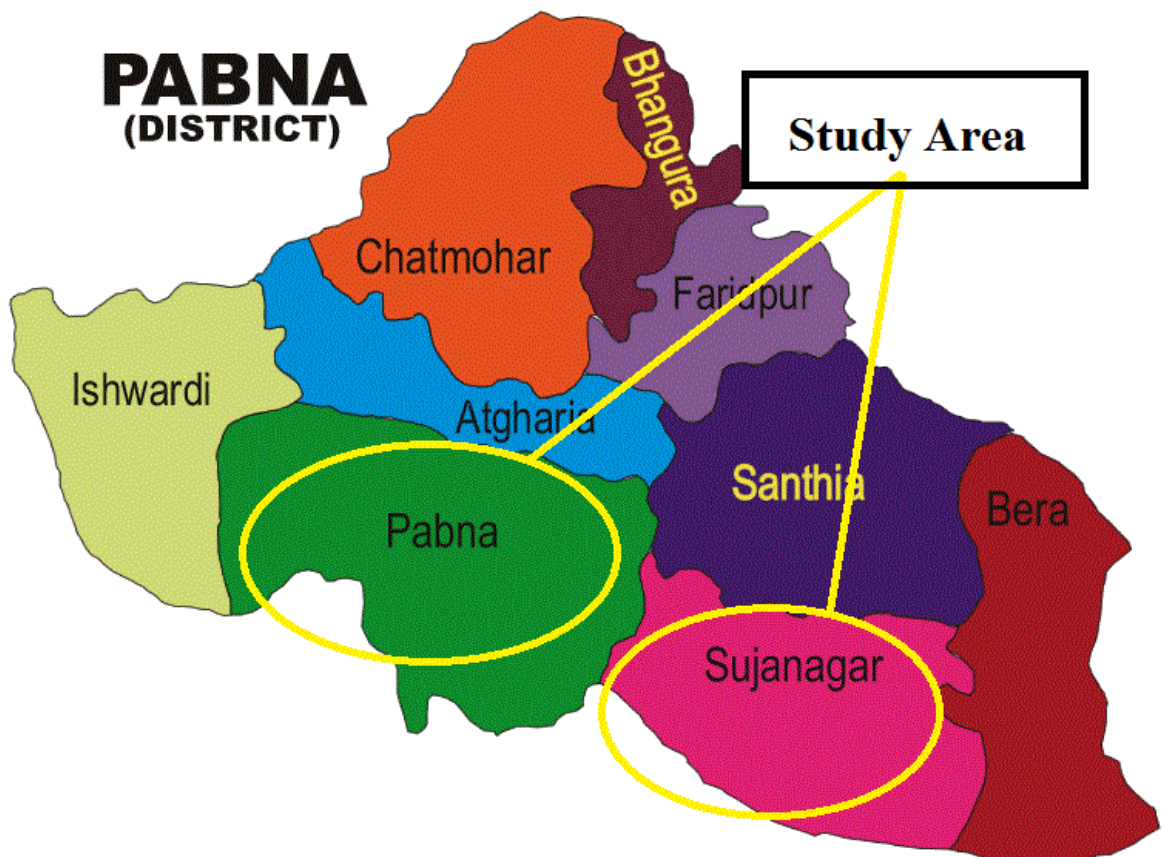 PABNA
(DISTRICT)
Bhangura
Study Area
Chatmohar
Faridpur
Ishwardi
Atgharia
Santhia
Bera
Pabna
Sujanagar